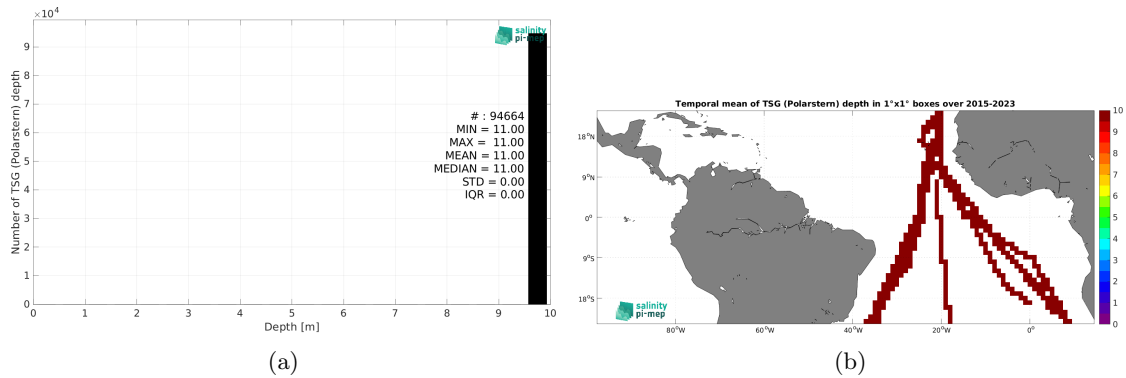 ×10⁴
9
8
7
6
5
4
3
2
1
0
Number of TSG (Polarstern) depth
salinity
pi-mep
# : 94664
MIN = 11.00
MAX = 11.00
MEAN = 11.00
MEDIAN = 11.00
STD = 0.00
IQR = 0.00
0 1 2 3 4 5 6 7 8 9 10
Depth [m]
(a)
Temporal mean of TSG (Polarstern) depth in 1°x1° boxes over 2015-2023
18°N
9°N
0°
9°S
18°S
80°W 60°W 40°W 20°W 0°
salinity
pi-mep
10
9
8
7
6
5
4
3
2
1
0
(b)